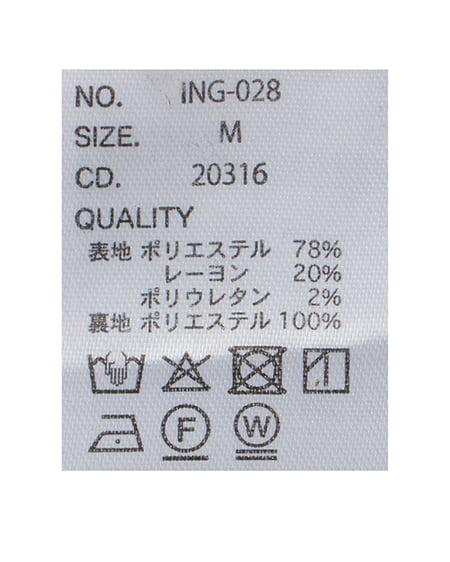 NO. ING-028
SIZE. M
CD. 20316
QUALITY
表地 ポリエステル 78%
レーヨン 20%
ポリウレタン 2%
裏地 ポリエステル 100%
F W